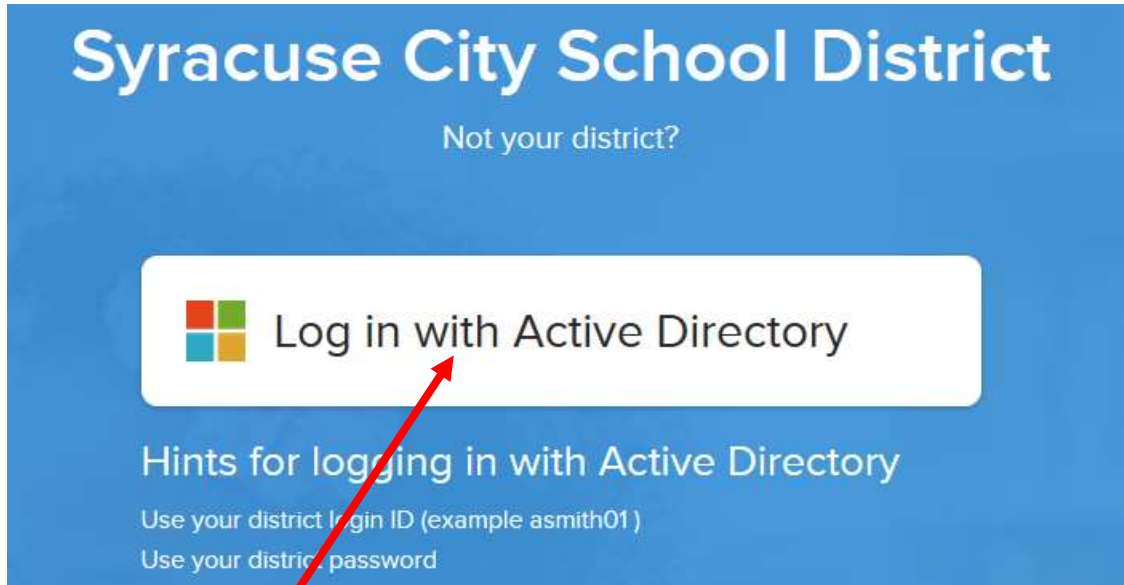 Syracuse City School District
Not your district?
Log in with Active Directory
Hints for logging in with Active Directory
Use your district login ID (example asmith01)
Use your district password